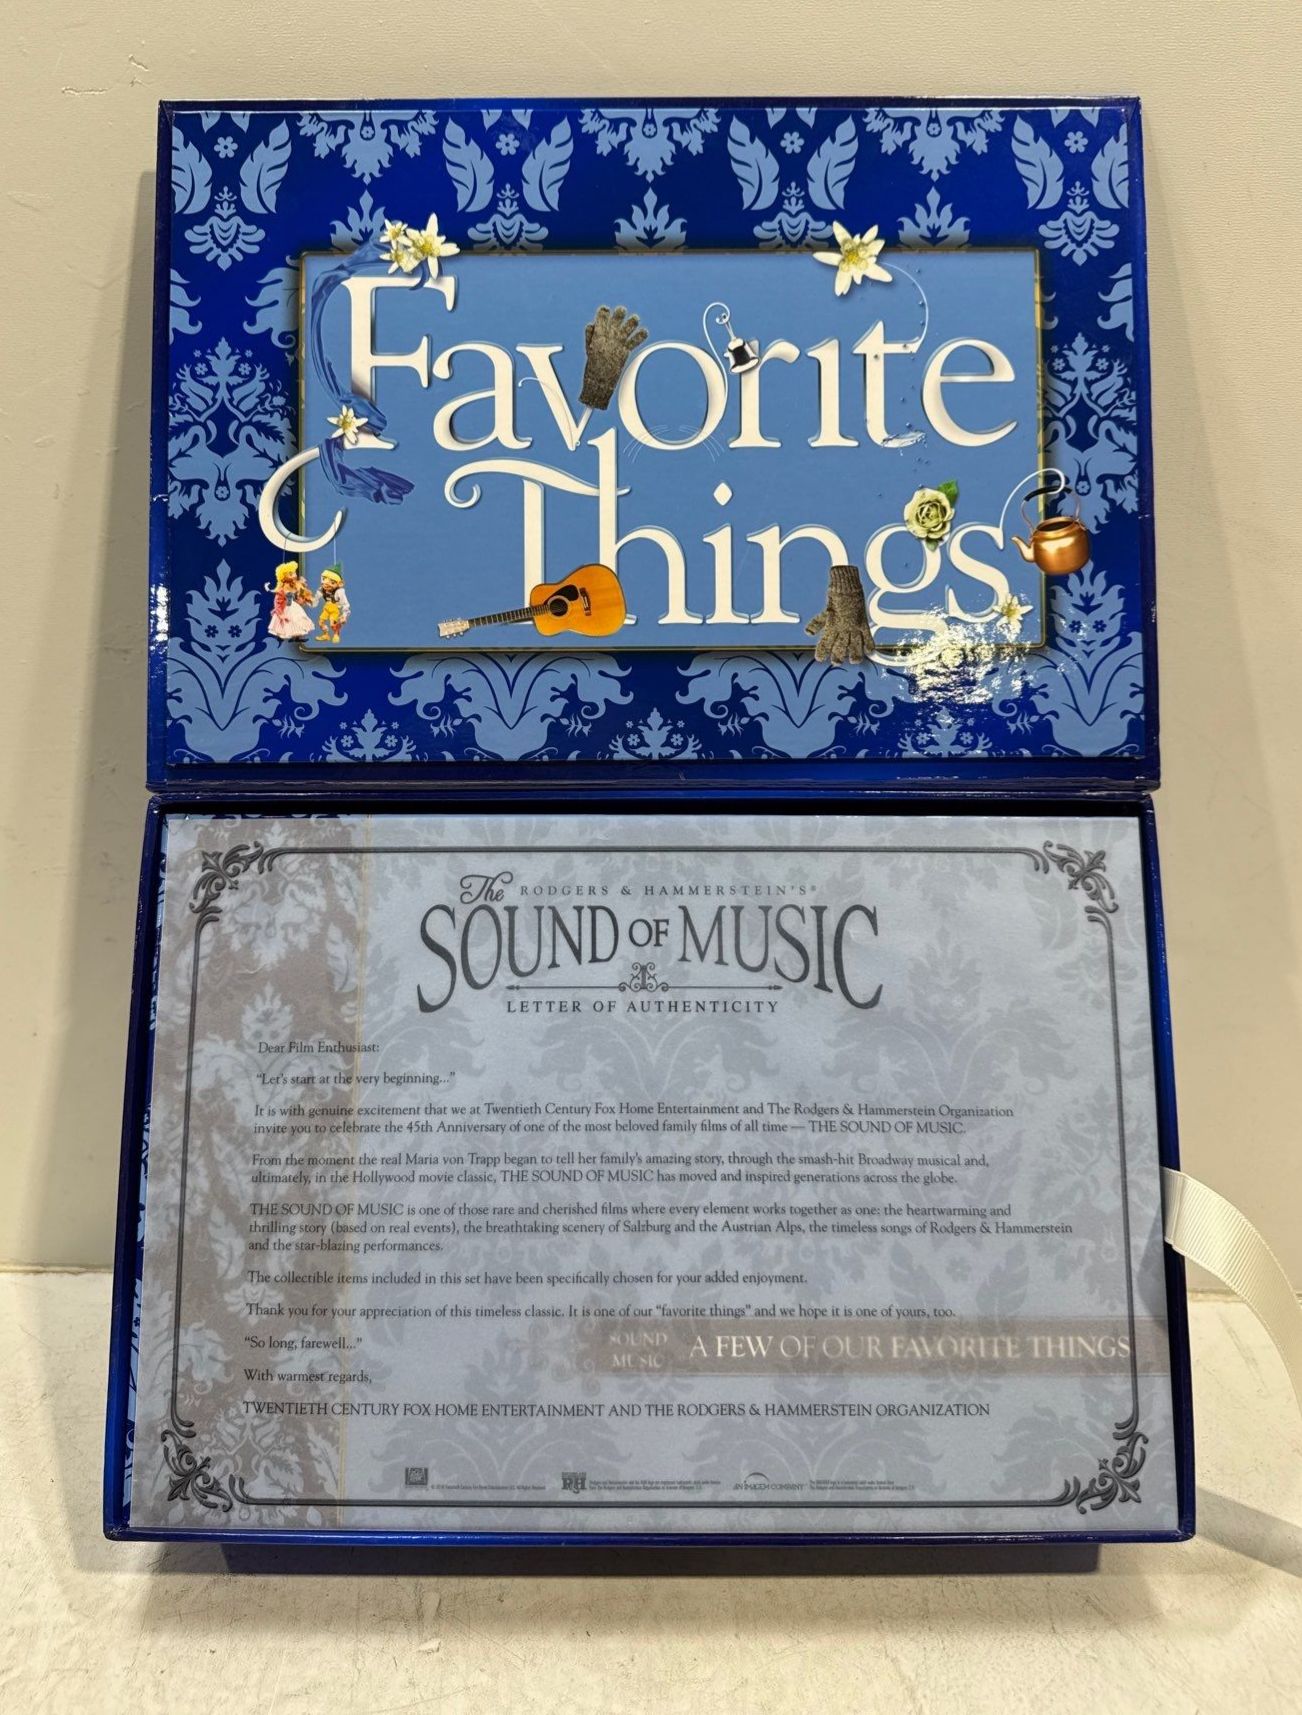 Favorite
Things
The RODGERS & HAMMERSTEIN'S®
SOUND OF MUSIC
LETTER OF AUTHENTICITY
Dear Film Enthusiast:
"Let's start at the very beginning..."
It is with genuine excitement that we at Twentieth Century Fox Home Entertainment and The Rodgers & Hammerstein Organization
invite you to celebrate the 45th Anniversary of one of the most beloved family films of all time — THE SOUND OF MUSIC.
From the moment the real Maria von Trapp began to tell her family's amazing story, through the smash-hit Broadway musical and,
ultimately, in the Hollywood movie classic, THE SOUND OF MUSIC has moved and inspired generations across the globe.
THE SOUND OF MUSIC is one of those rare and cherished films where every element works together as one: the heartwarming and
thrilling story (based on real events), the breathtaking scenery of Salzburg and the Austrian Alps, the timeless songs of Rodgers & Hammerstein
and the star-blazing performances.
The collectible items included in this set have been specifically chosen for your added enjoyment.
Thank you for your appreciation of this timeless classic. It is one of our "favorite things" and we hope it is one of yours, too.
"So long, farewell..."
SOUND
MUSIC
A FEW OF OUR FAVORITE THINGS
With warmest regards,
TWENTIETH CENTURY FOX HOME ENTERTAINMENT AND THE RODGERS & HAMMERSTEIN ORGANIZATION
R&H
AN IMAGEM COMPANY